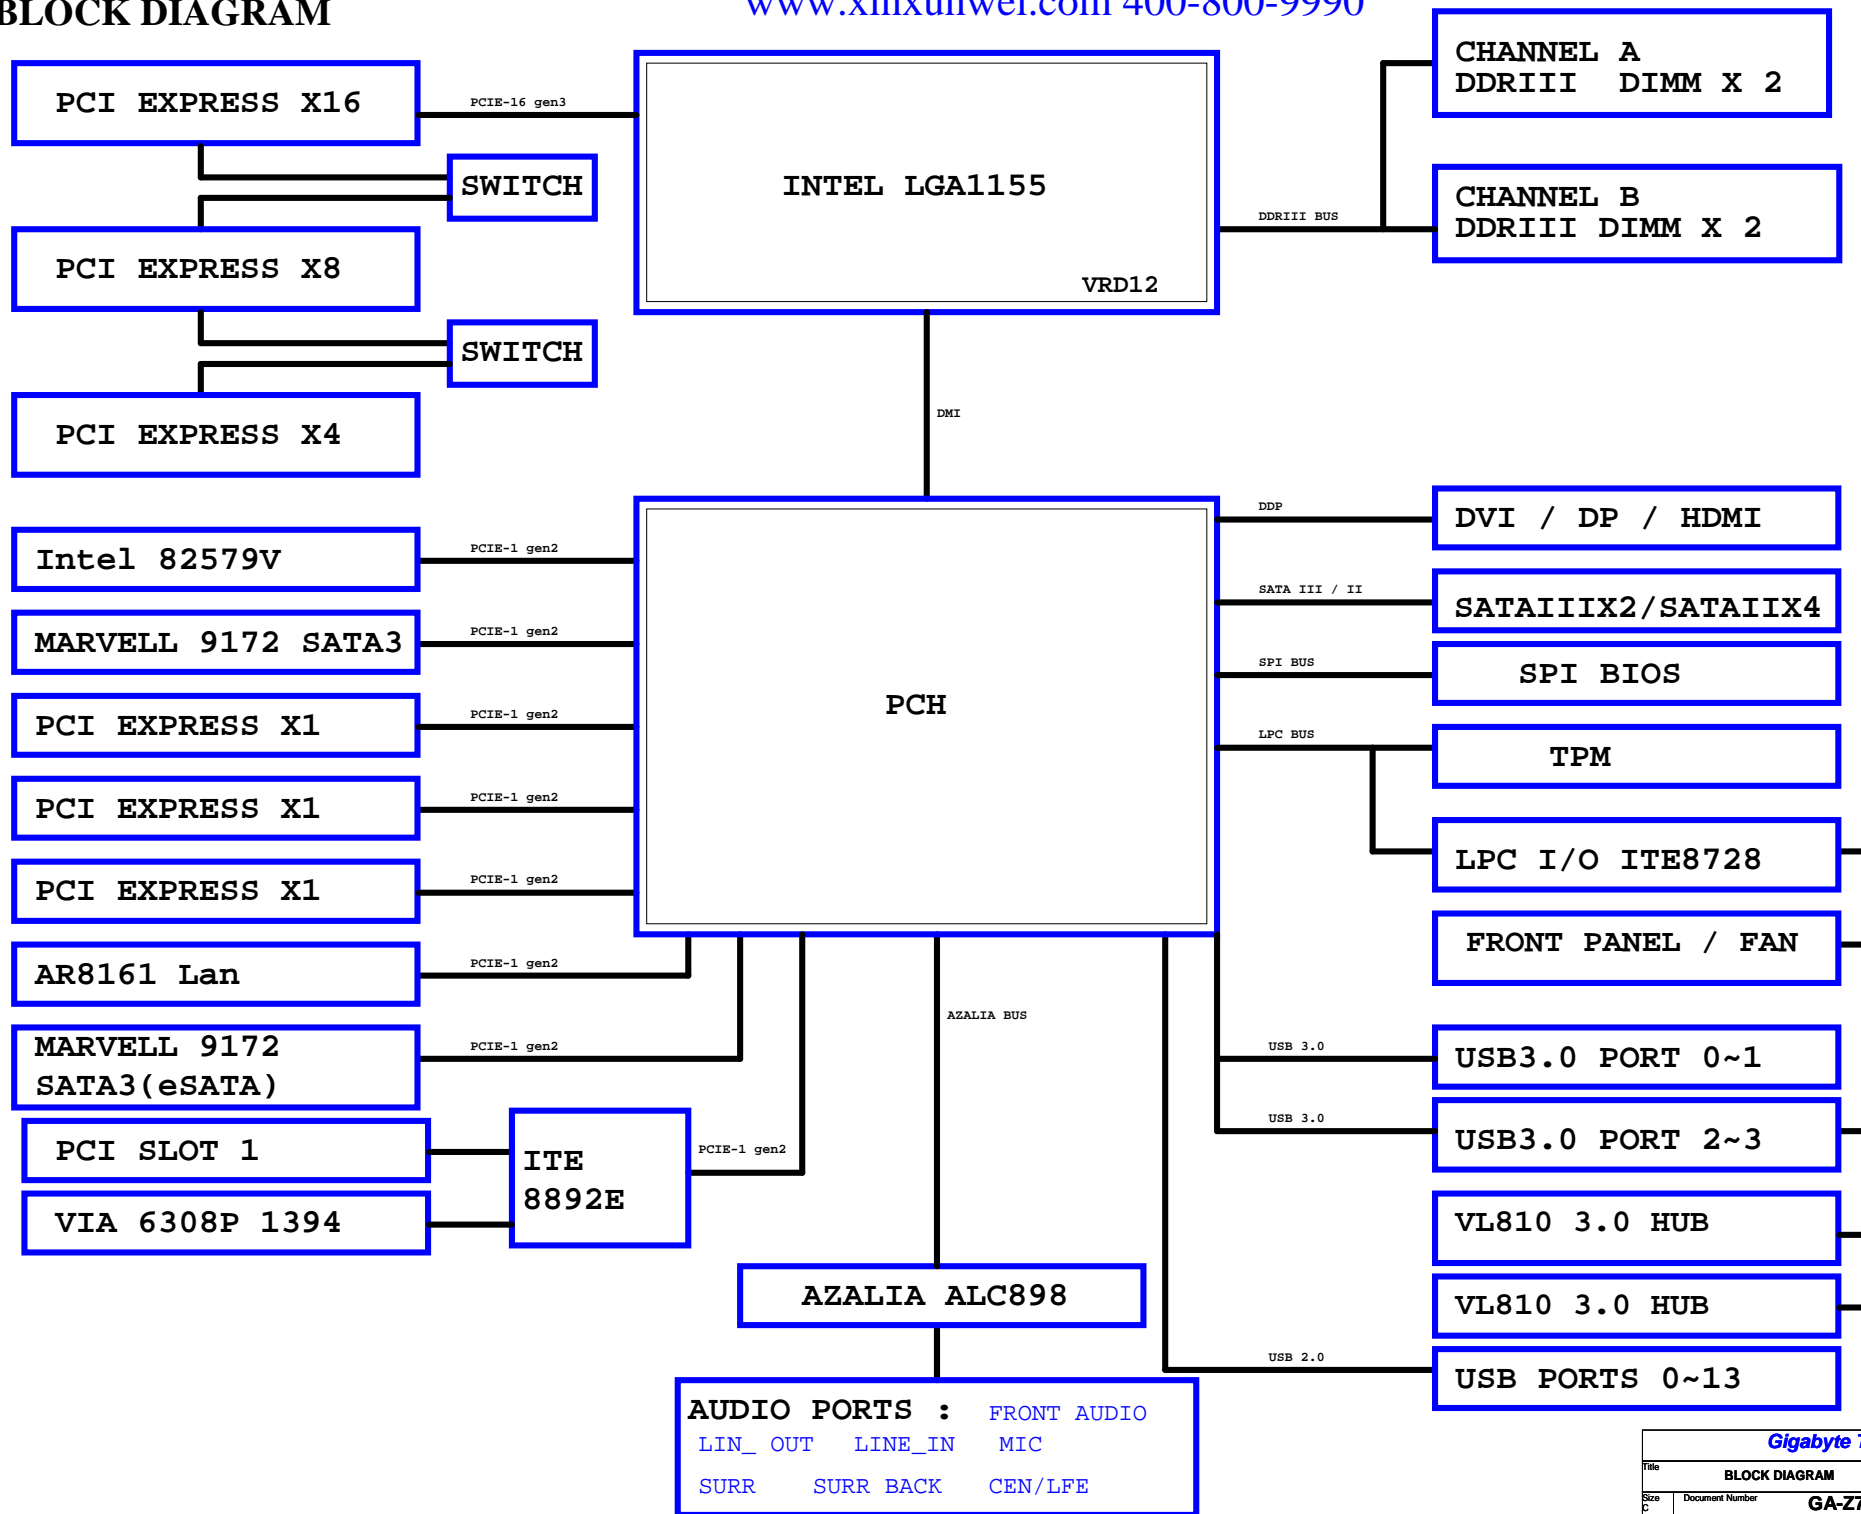 BLOCK DIAGRAM
www.xinxunwei.com 400-800-9990
PCI EXPRESS X16
PCIE-16 gen3
SWITCH
PCI EXPRESS X8
SWITCH
PCI EXPRESS X4
INTEL LGA1155
VRD12
DDRIII BUS
CHANNEL A
DDRIII DIMM X 2
CHANNEL B
DDRIII DIMM X 2
DMI
Intel 82579V
PCIE-1 gen2
MARVELL 9172 SATA3
PCIE-1 gen2
PCI EXPRESS X1
PCIE-1 gen2
PCI EXPRESS X1
PCIE-1 gen2
PCI EXPRESS X1
PCIE-1 gen2
AR8161 Lan
PCIE-1 gen2
MARVELL 9172
SATA3(eSATA)
PCIE-1 gen2
PCI SLOT 1
VIA 6308P 1394
ITE
8892E
PCIE-1 gen2
PCH
DDP
DVI / DP / HDMI
SATA III / II
SATAIIIX2/SATAIIX4
SPI BUS
SPI BIOS
LPC BUS
TPM
LPC I/O ITE8728
FRONT PANEL / FAN
AZALIA BUS
USB 3.0
USB3.0 PORT 0~1
USB 3.0
USB3.0 PORT 2~3
VL810 3.0 HUB
VL810 3.0 HUB
USB 2.0
USB PORTS 0~13
AZALIA ALC898
AUDIO PORTS : FRONT AUDIO
LIN_ OUT LINE_IN MIC
SURR SURR BACK CEN/LFE
Gigabyte
Title
BLOCK DIAGRAM
Size
C
Document Number
GA-Z7